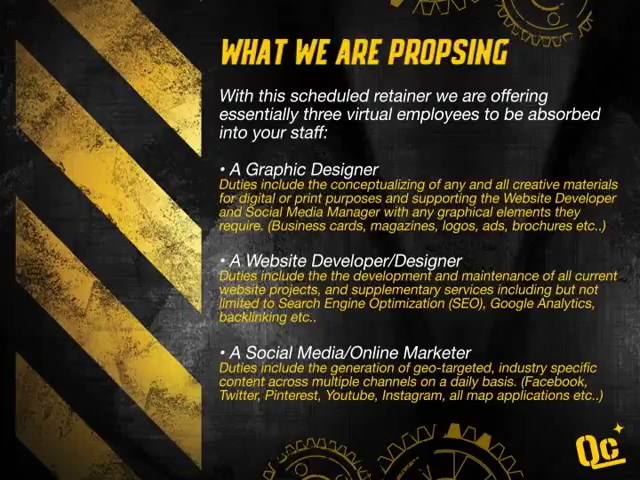 WHAT WE ARE PROPSING
With this scheduled retainer we are offering
essentially three virtual employees to be absorbed
into your staff:
• A Graphic Designer
Duties include the conceptualizing of any and all creative materials
for digital or print purposes and supporting the Website Developer
and Social Media Manager with any graphical elements they
require. (Business cards, magazines, logos, ads, brochures etc..)
• A Website Developer/Designer
Duties include the the development and maintenance of all current
website projects, and supplementary services including but not
limited to Search Engine Optimization (SEO), Google Analytics,
backlinking etc..
• A Social Media/Online Marketer
Duties include the generation of geo-targeted, industry specific
content across multiple channels on a daily basis. (Facebook,
Twitter, Pinterest, Youtube, Instagram, all map applications etc..)
Qc